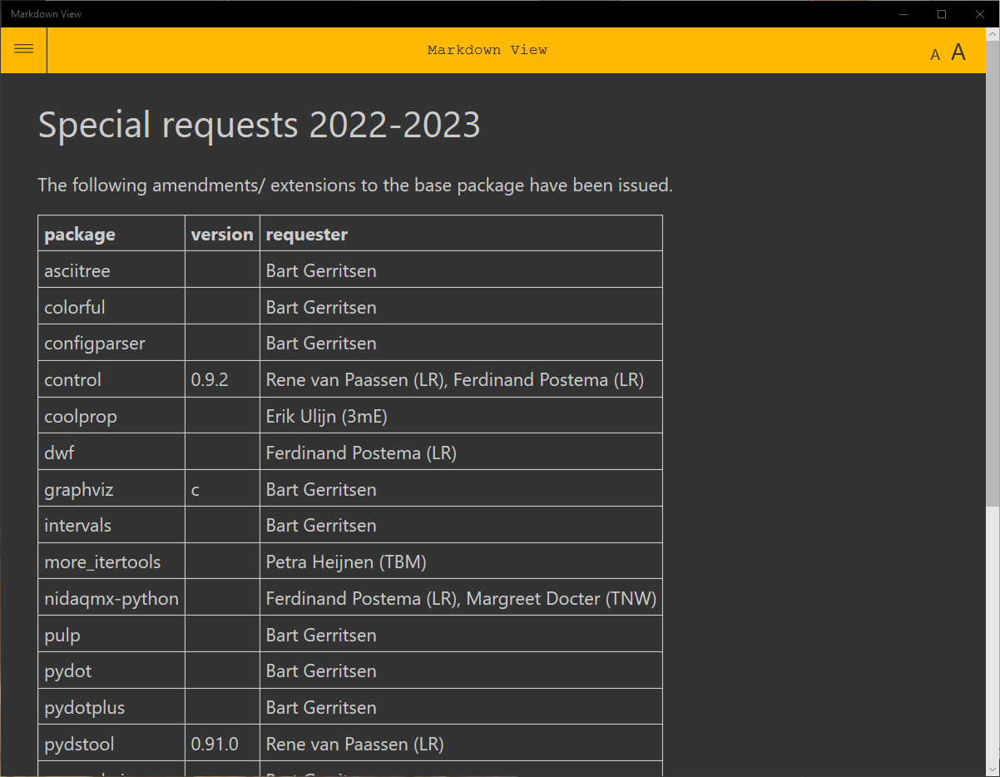 Markdown View
Markdown View
A A
Special requests 2022-2023
The following amendments/ extensions to the base package have been issued.
package version requester
asciitree Bart Gerritsen
colorful Bart Gerritsen
configparser Bart Gerritsen
control 0.9.2 Rene van Paassen (LR), Ferdinand Postema (LR)
coolprop Erik Ulijn (3mE)
dwf Ferdinand Postema (LR)
graphviz c Bart Gerritsen
intervals Bart Gerritsen
more_itertools Petra Heijnen (TBM)
nidaqmx-python Ferdinand Postema (LR), Margreet Docter (TNW)
pulp Bart Gerritsen
pydot Bart Gerritsen
pydotplus Bart Gerritsen
pydstool 0.91.0 Rene van Paassen (LR)